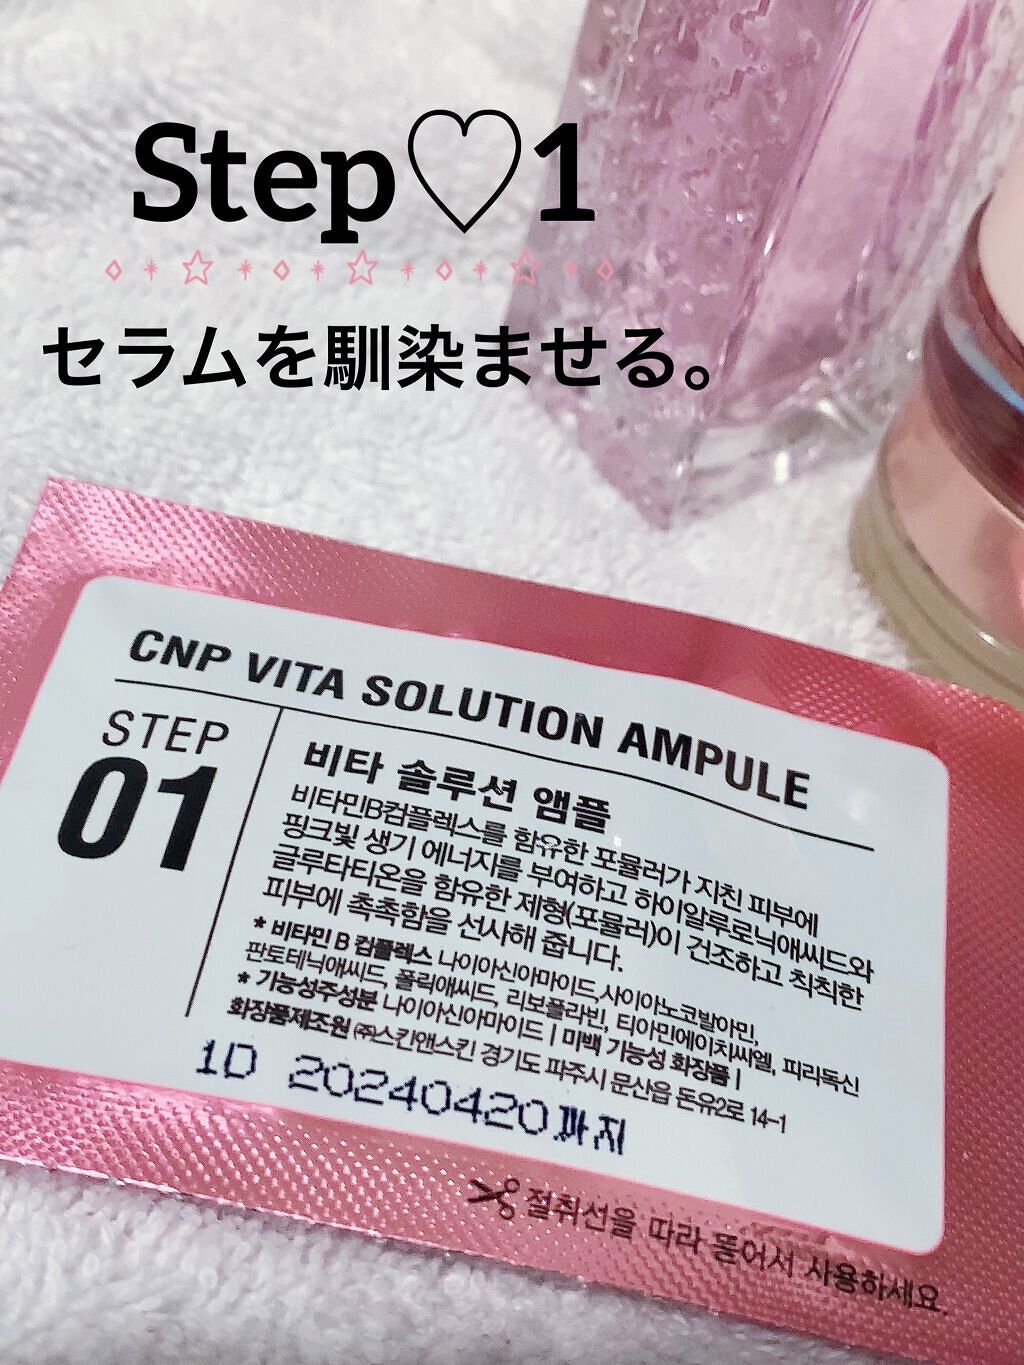 Step♡1
セラムを馴染ませる。
CNP VITA SOLUTION AMPULE
STEP
01
비타 솔루션 앰플
비타민B컴플렉스를 함유한 포뮬러가 지친 피부에
핑크빛 생기 에너지를 부여하고 하이알루로닉애씨드와
글루타티온을 함유한 제형(포뮬러)이 건조하고 칙칙한
피부에 촉촉함을 선사해 줍니다.
* 비타민 B 컴플렉스 나이아신아마이드,사이아노코발아민,
판토테닉애씨드, 폴릭애씨드, 리보플라빈, 티아민에이치씨엘, 피리독신
* 가능성주성분 나이아신아마이드 | 미백 기능성 화장품 |
화장품제조원 ㈜스킨앤스킨 경기도 파주시 문산읍 돈유2로 14-1
1D 20240420까지
✂절취선을 따라 뜯어서 사용하세요.